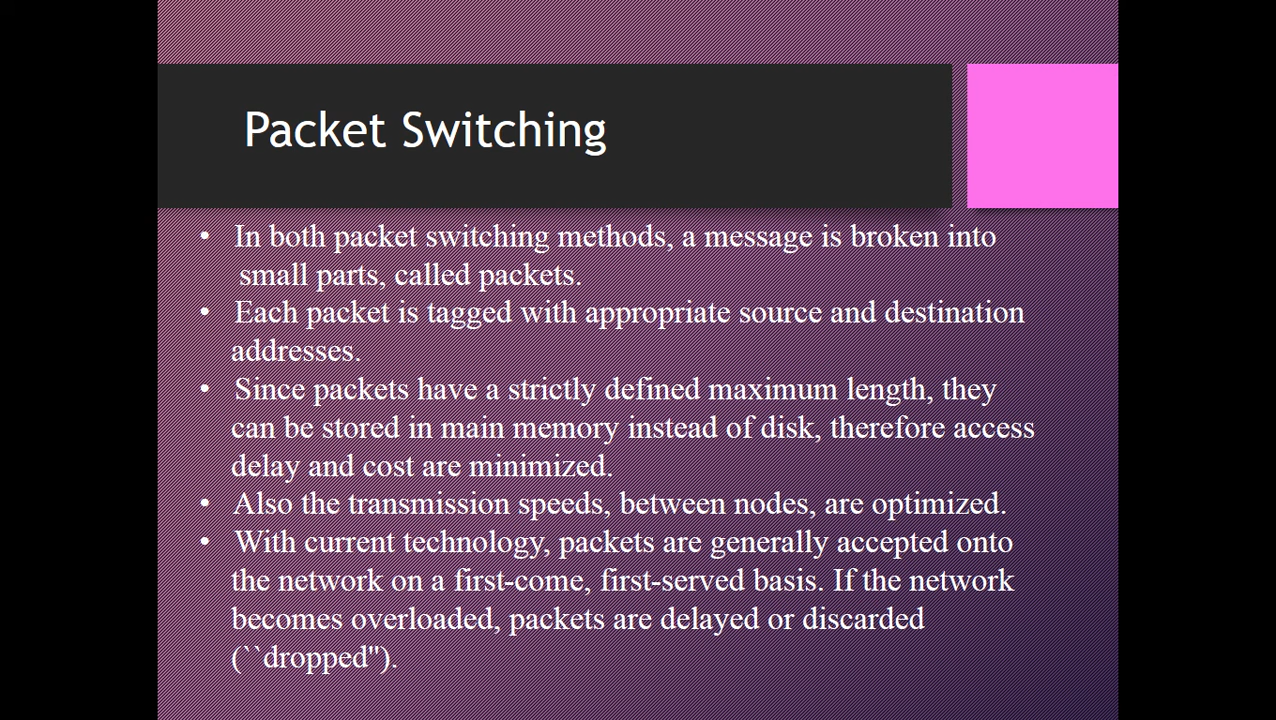 Packet Switching
• In both packet switching methods, a message is broken into
small parts, called packets.
• Each packet is tagged with appropriate source and destination
addresses.
• Since packets have a strictly defined maximum length, they
can be stored in main memory instead of disk, therefore access
delay and cost are minimized.
• Also the transmission speeds, between nodes, are optimized.
• With current technology, packets are generally accepted onto
the network on a first-come, first-served basis. If the network
becomes overloaded, packets are delayed or discarded
(``dropped'').